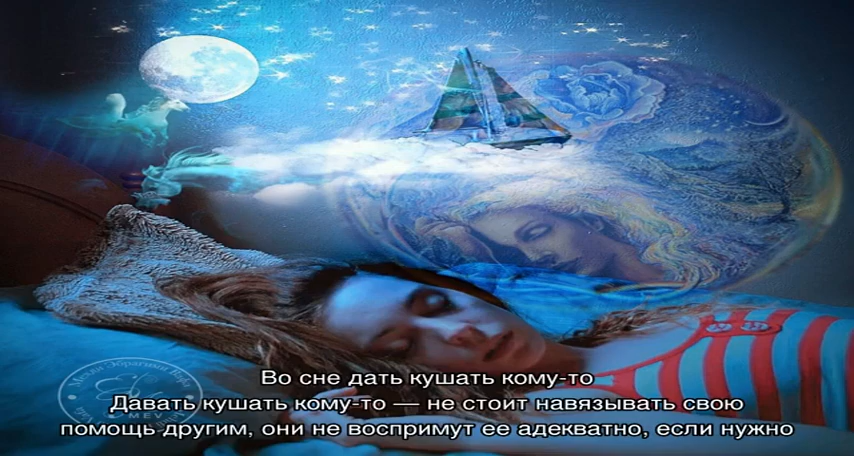 Во сне дать кушать кому-то
Давать кушать кому-то — не стоит навязывать свою
помощь другим, они не воспримут ее адекватно, если нужно
MEV